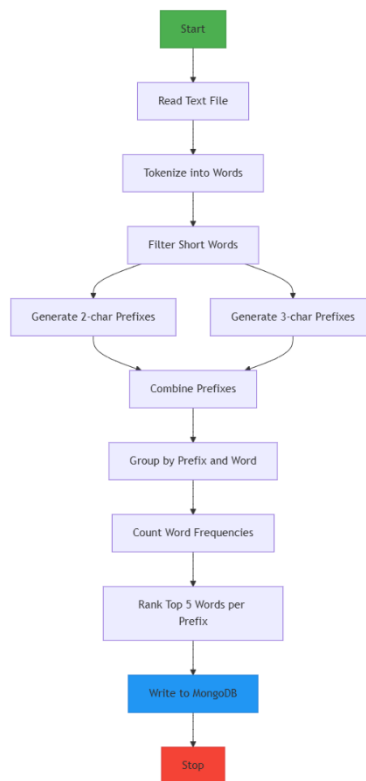 Start
Read Text File
Tokenize into Words
Filter Short Words
Generate 2-char Prefixes
Generate 3-char Prefixes
Combine Prefixes
Group by Prefix and Word
Count Word Frequencies
Rank Top 5 Words per
Prefix
Write to MongoDB
Stop